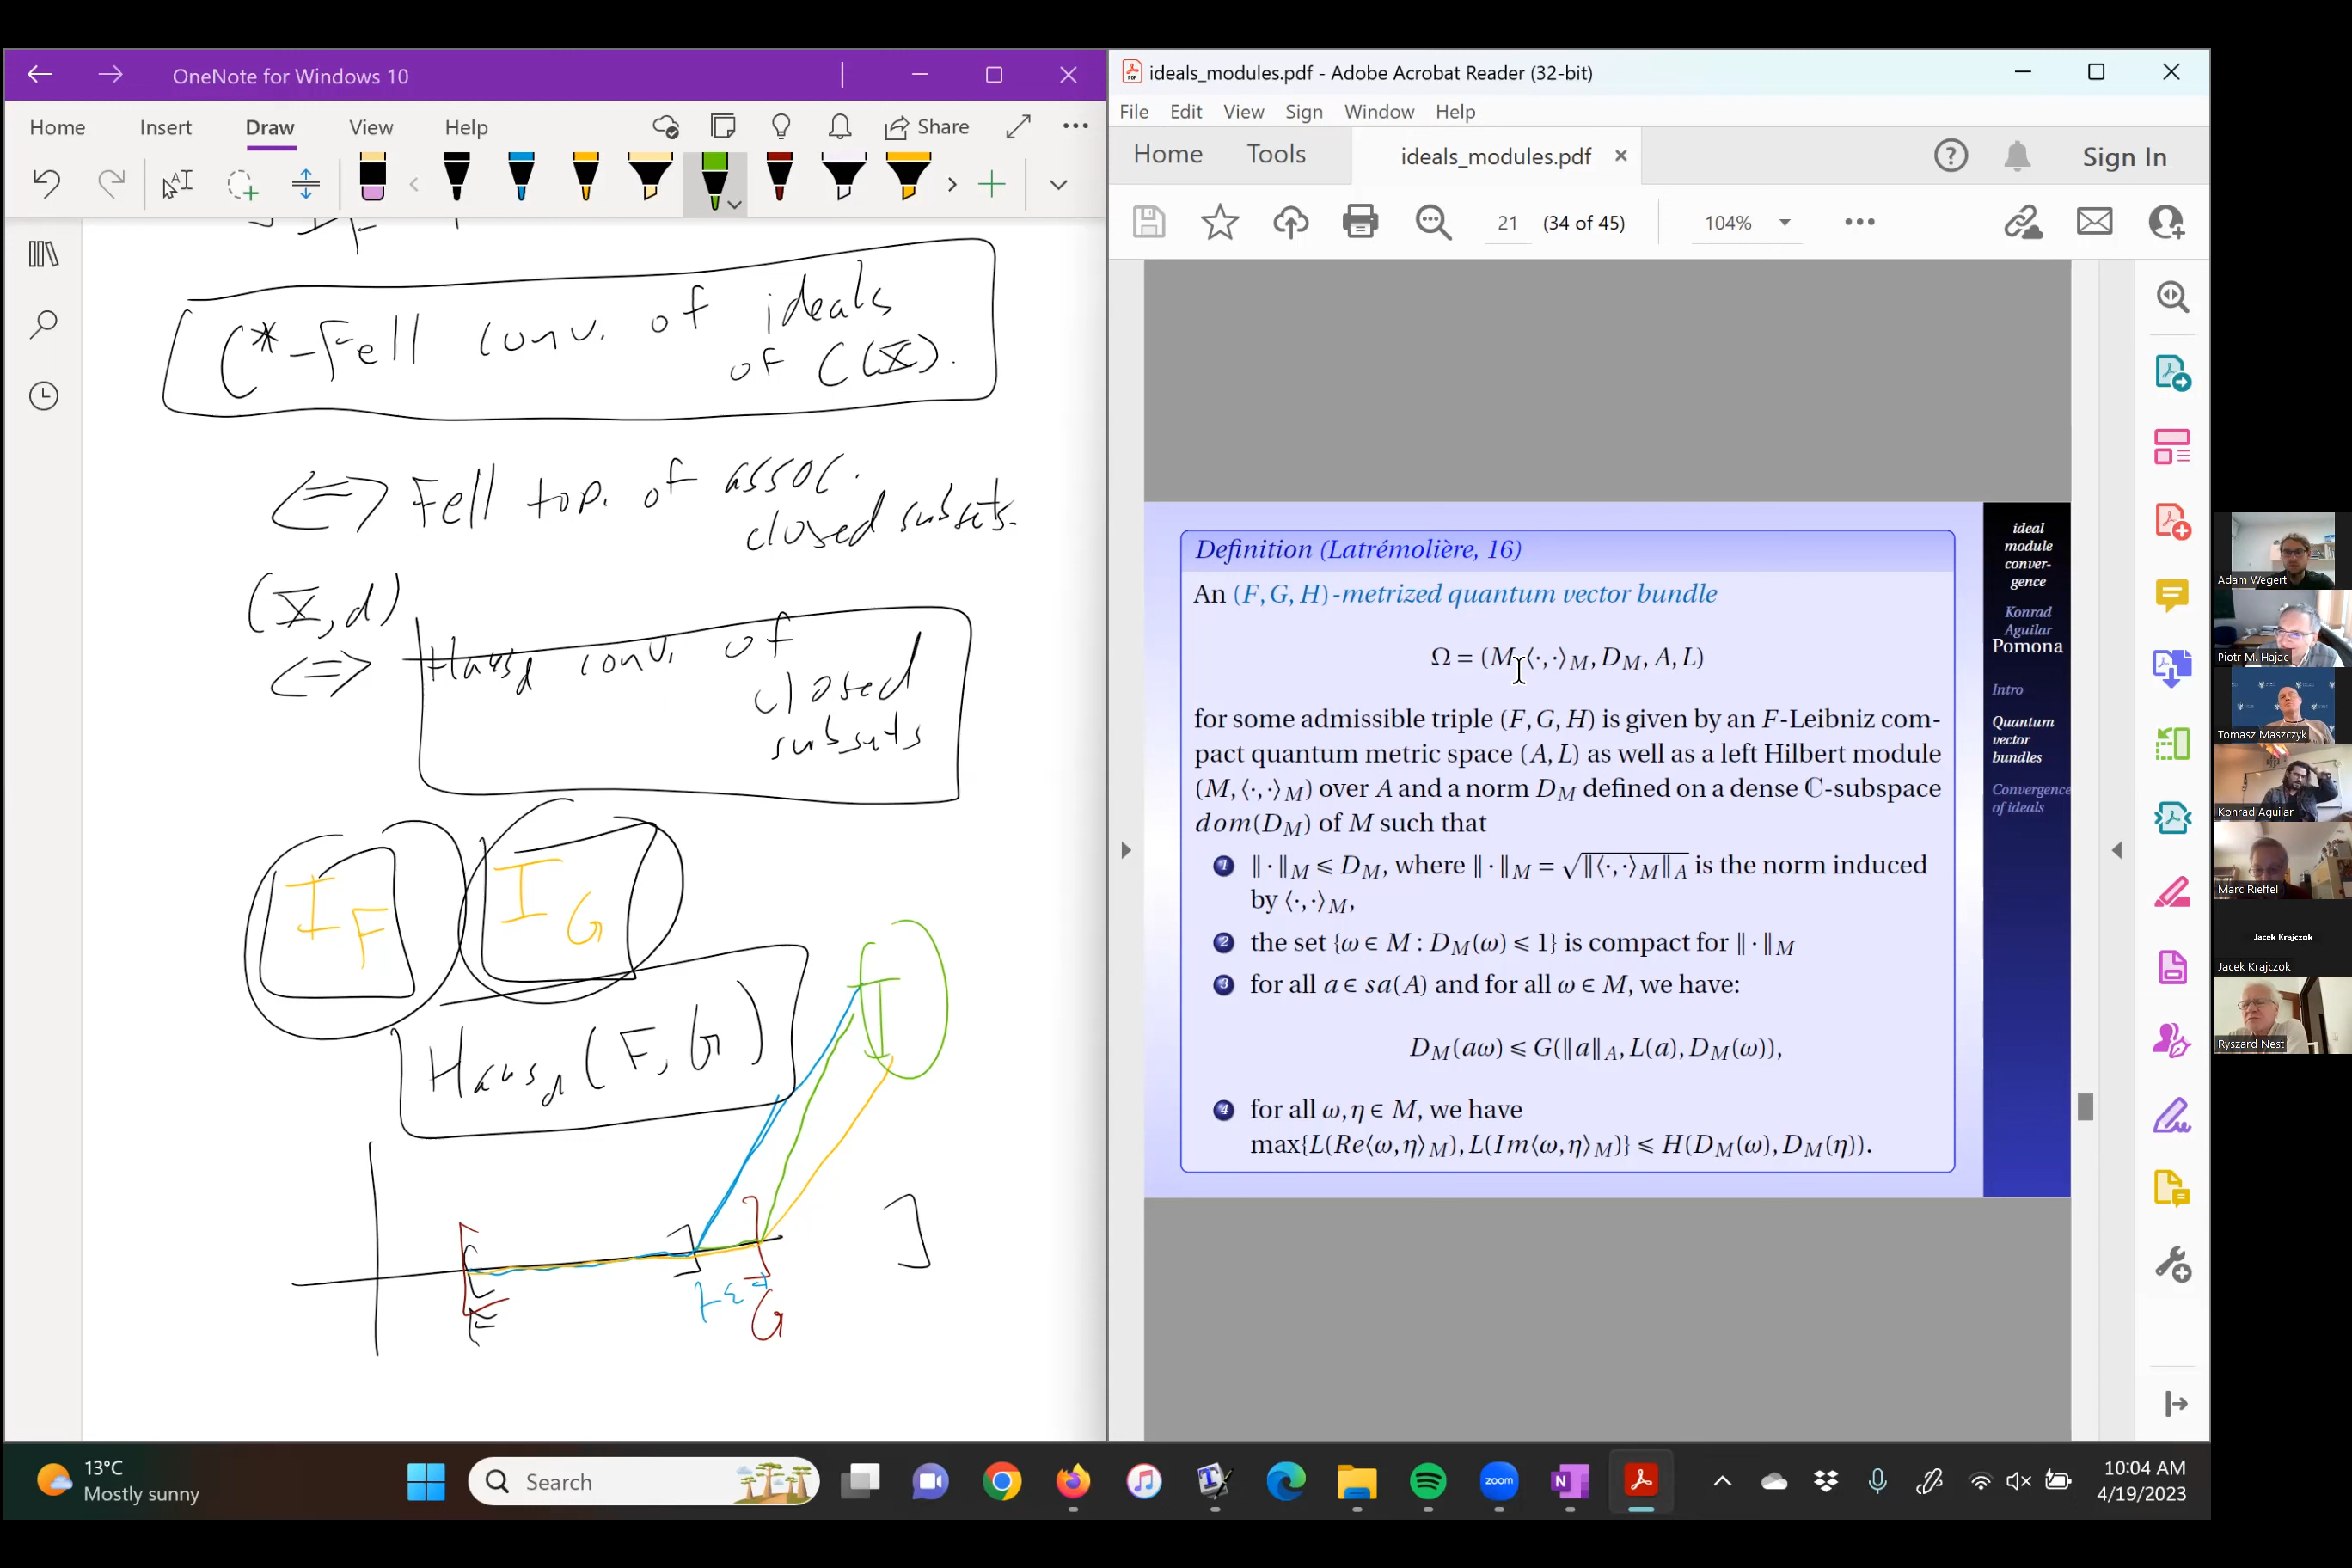 OneNote for Windows 10
Home Insert Draw View Help Share
C*-Fell conv. of ideals
of C(X).
<=> Fell top. of assoc.
closed subsets.
(X, d)
<=> Haus_d conv. of
closed
subsets
I_F I_G
Haus_d (F, G)
I
F G
ideals_modules.pdf - Adobe Acrobat Reader (32-bit)
File Edit View Sign Window Help
Home Tools ideals_modules.pdf × Sign In
21 (34 of 45) 104%
Definition (Latrémolière, 16)
An (F, G, H)-metrized quantum vector bundle
Ω = (M, ⟨·,·⟩_M, D_M, A, L)
for some admissible triple (F, G, H) is given by an F-Leibniz com-
pact quantum metric space (A, L) as well as a left Hilbert module
(M, ⟨·,·⟩_M) over A and a norm D_M defined on a dense ℂ-subspace
dom(D_M) of M such that
1 ‖·‖_M ⩽ D_M, where ‖·‖_M = √‖⟨·,·⟩_M‖_A is the norm induced
by ⟨·,·⟩_M,
2 the set {ω ∈ M : D_M(ω) ⩽ 1} is compact for ‖·‖_M
3 for all a ∈ sa(A) and for all ω ∈ M, we have:
D_M(aω) ⩽ G(‖a‖_A, L(a), D_M(ω)),
4 for all ω, η ∈ M, we have
max{L(Re⟨ω, η⟩_M), L(Im⟨ω, η⟩_M)} ⩽ H(D_M(ω), D_M(η)).
ideal
module
conver-
gence
Konrad
Aguilar
Pomona
Intro
Quantum
vector
bundles
Convergence
of ideals
Adam Wegert
Piotr M. Hajac
Tomasz Maszczyk
Konrad Aguilar
Marc Rieffel
Jacek Krajczok
Jacek Krajczok
Ryszard Nest
13°C
Mostly sunny
Search
zoom
10:04 AM
4/19/2023